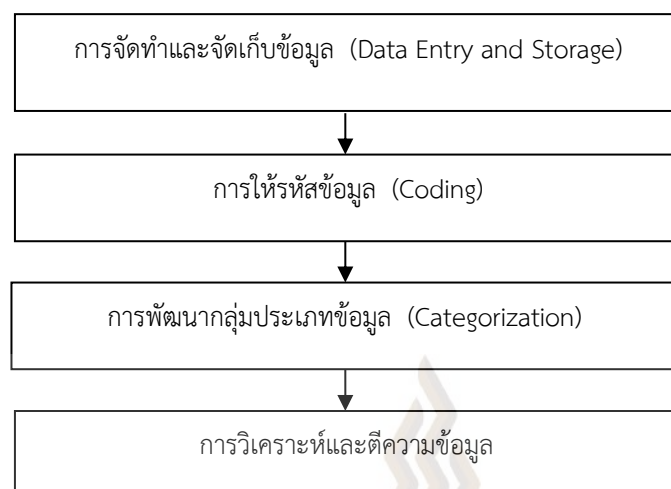 การจัดทำและจัดเก็บข้อมูล (Data Entry and Storage)
การให้รหัสข้อมูล (Coding)
การพัฒนากลุ่มประเภทข้อมูล (Categorization)
การวิเคราะห์และตีความข้อมูล